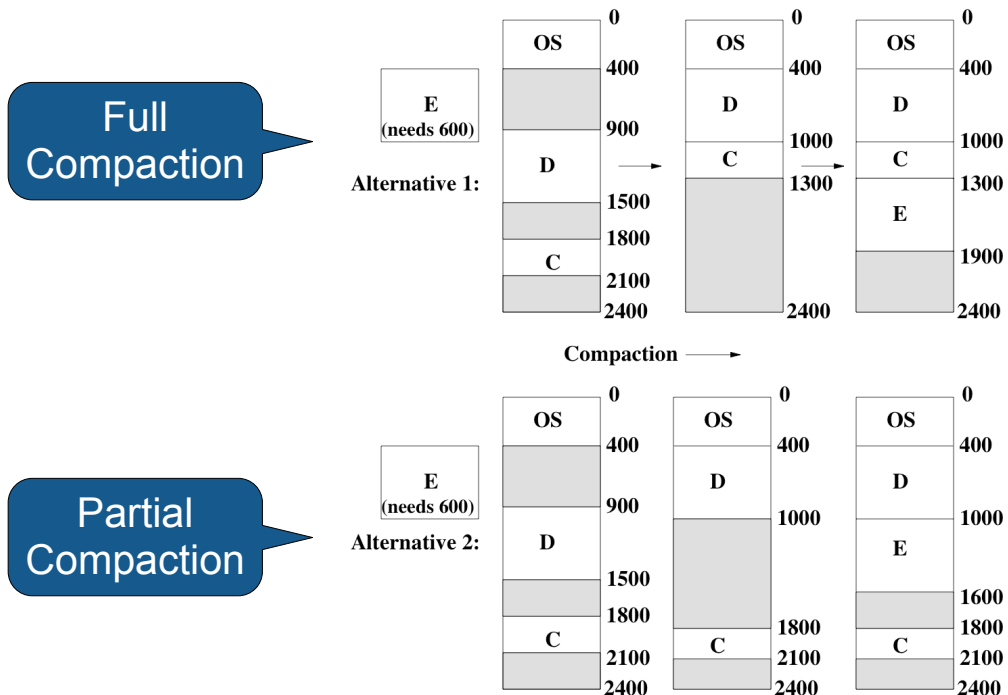 Full
Compaction
E
(needs 600)
Alternative 1:
0
OS
400
900
D
1500
1800
C
2100
2400
0
OS
400
D
1000
C
1300
2400
0
OS
400
D
1000
C
1300
E
1900
2400
Compaction
Partial
Compaction
E
(needs 600)
Alternative 2:
0
OS
400
900
D
1500
1800
C
2100
2400
0
OS
400
D
1000
1800
C
2100
2400
0
OS
400
D
1000
E
1600
1800
C
2100
2400